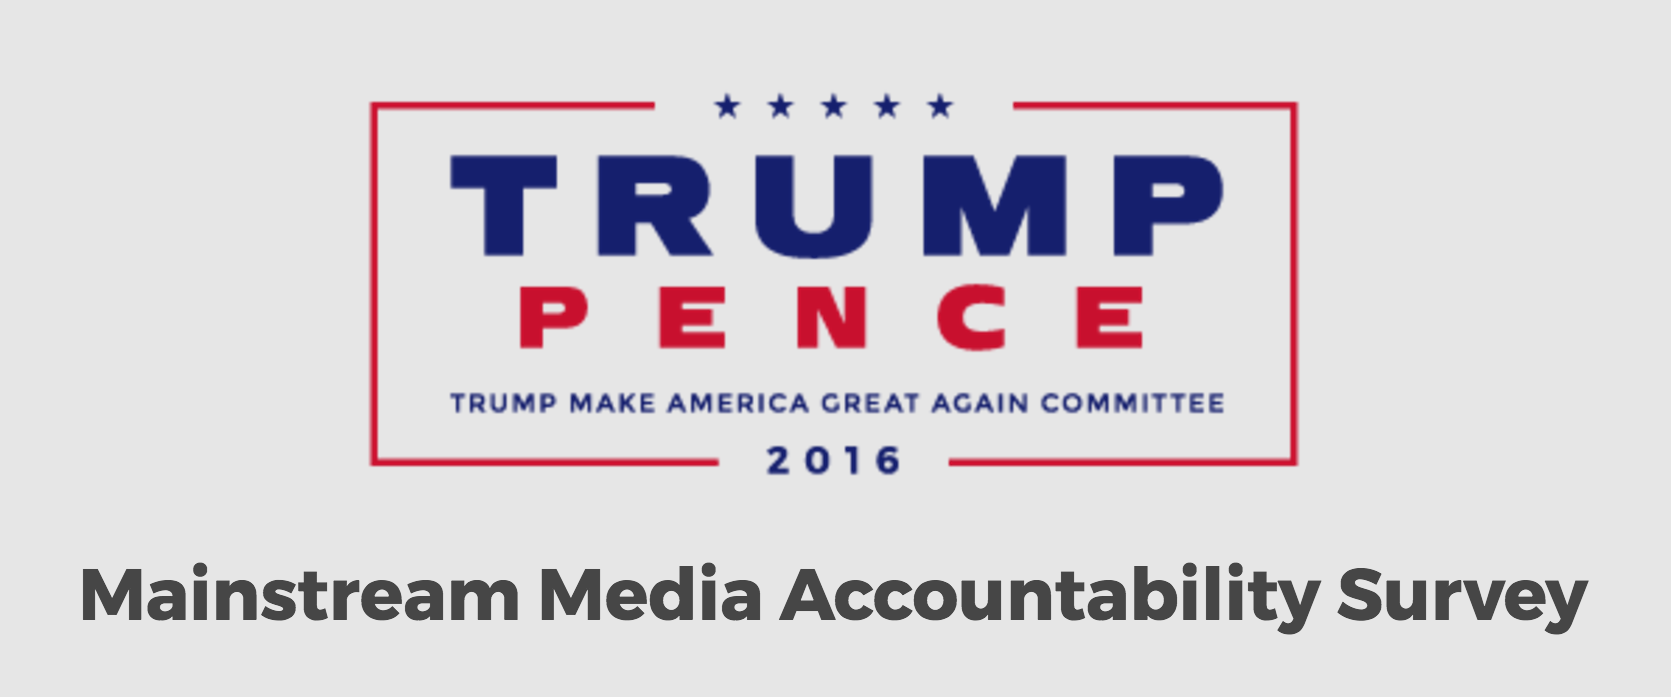 TRUMP
PENCE
TRUMP MAKE AMERICA GREAT AGAIN COMMITTEE
2016
Mainstream Media Accountability Survey